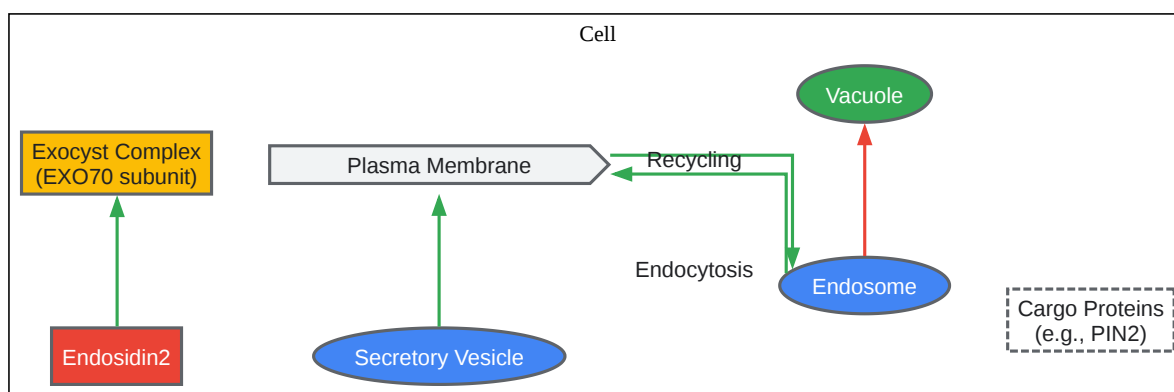 Cell
Vacuole
Exocyst Complex
(EXO70 subunit)
Plasma Membrane
Recycling
Endocytosis
Endosome
Cargo Proteins
(e.g., PIN2)
Endosidin2
Secretory Vesicle